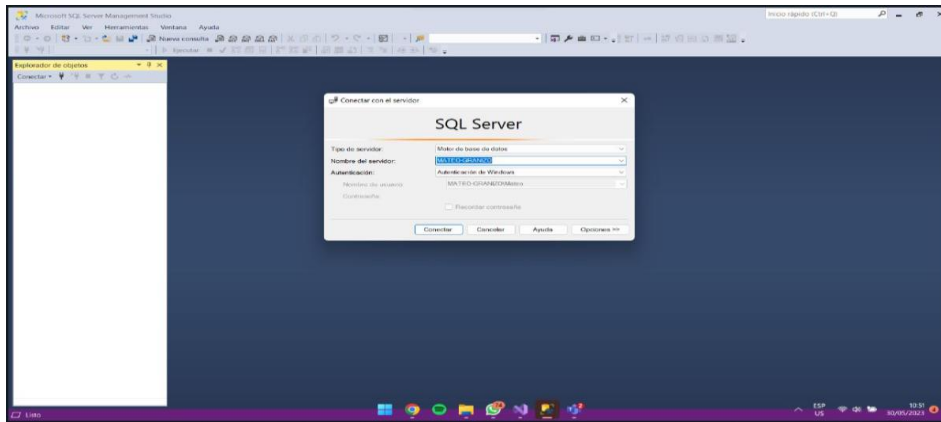 Microsoft SQL Server Management Studio
Inicio rápido (Ctrl+Q)
Archivo Editar Ver Herramientas Ventana Ayuda
Nueva consulta
Ejecutar
Explorador de objetos
Conectar
Conectar con el servidor
SQL Server
Tipo de servidor: Motor de base de datos
Nombre del servidor: MATEO-GRANIZO
Autenticación: Autenticación de Windows
Nombre de usuario: MATEO-GRANIZO\Mateo
Contraseña:
Recordar contraseña
Conectar Cancelar Ayuda Opciones >>
Listo
ESP
US
10:51
30/05/2023